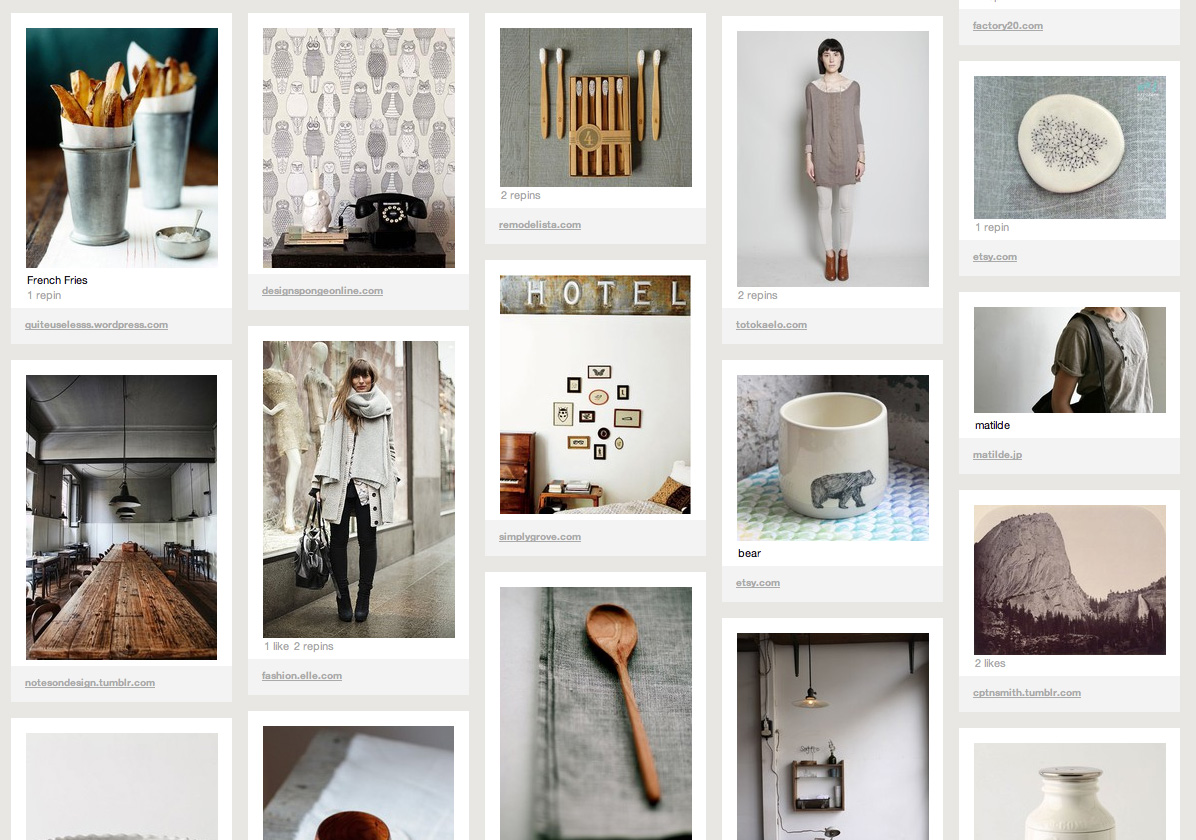 French Fries
1 repin
quiteuselesss.wordpress.com
notesondesign.tumblr.com
designspongeonline.com
1 like 2 repins
fashion.elle.com
4
2 repins
remodelista.com
HOTEL
simplygrove.com
2 repins
totokaelo.com
bear
etsy.com
factory20.com
1 repin
etsy.com
matilde
matilde.jp
2 likes
cptnsmith.tumblr.com